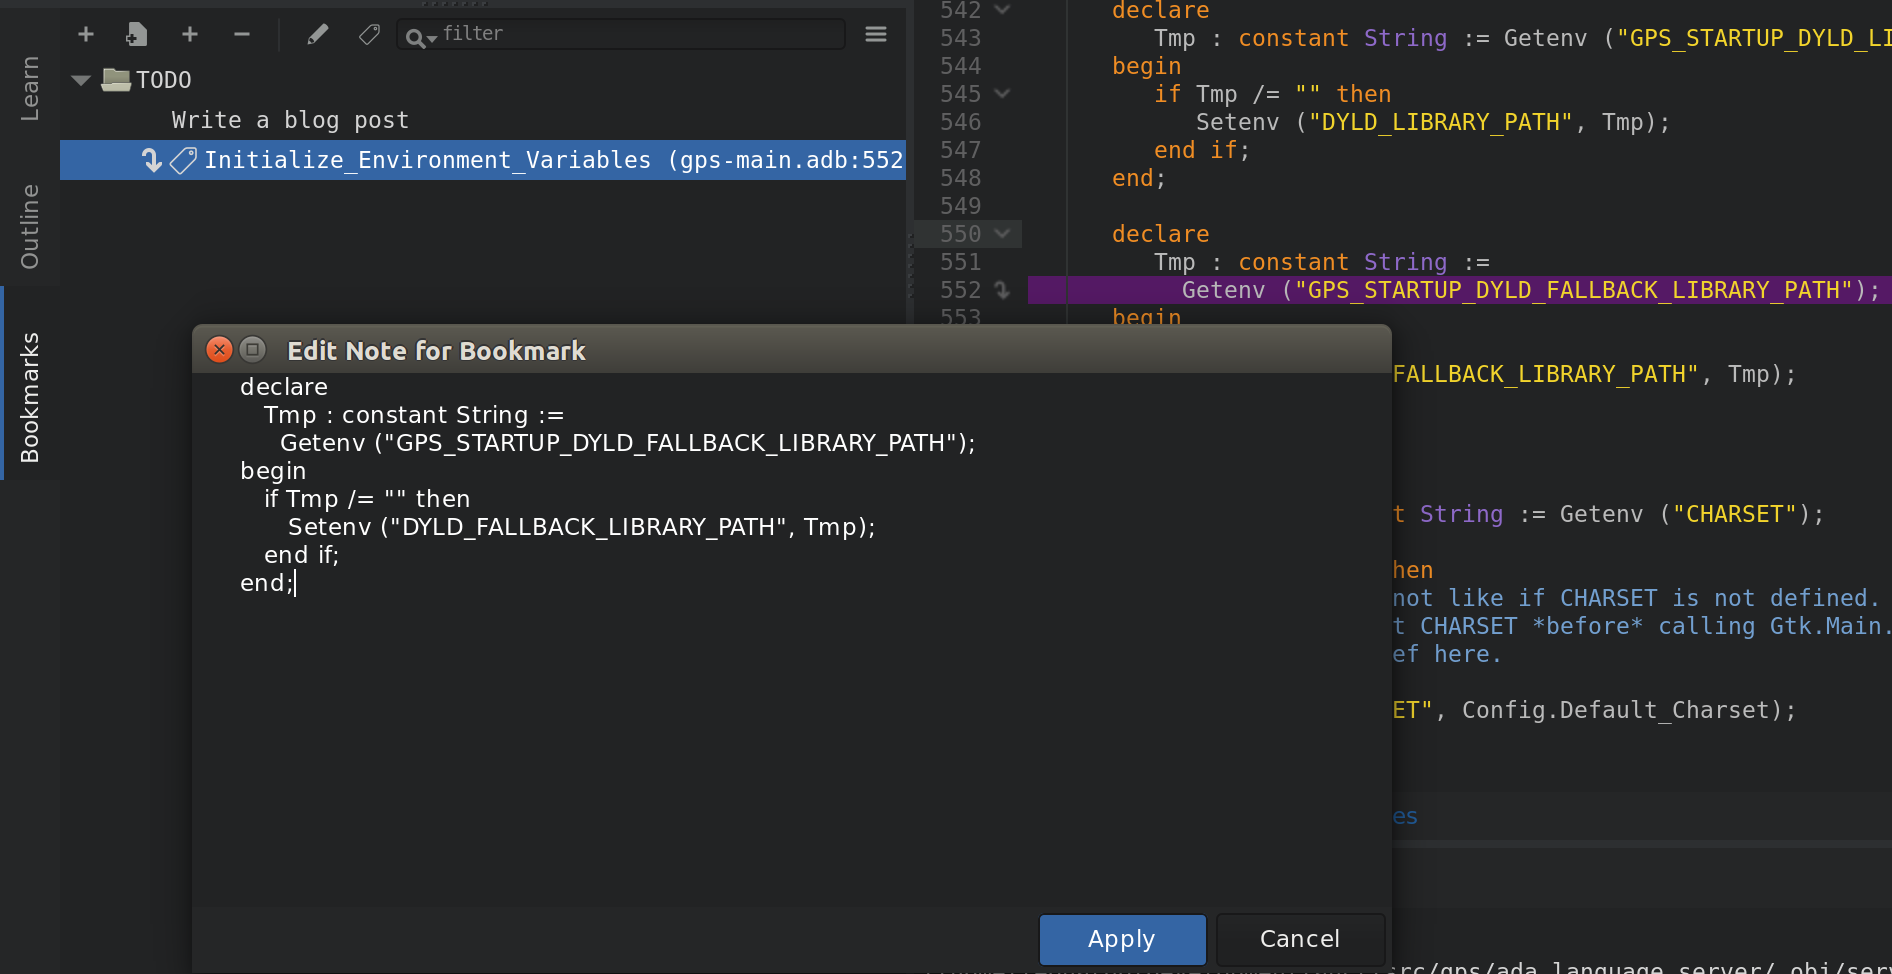 Learn
Outline
Bookmarks
filter
TODO
Write a blog post
Initialize_Environment_Variables (gps-main.adb:552
542 declare
543 Tmp : constant String := Getenv ("GPS_STARTUP_DYLD_LI
544 begin
545 if Tmp /= "" then
546 Setenv ("DYLD_LIBRARY_PATH", Tmp);
547 end if;
548 end;
549
550 declare
551 Tmp : constant String :=
552 Getenv ("GPS_STARTUP_DYLD_FALLBACK_LIBRARY_PATH");
553 begin
FALLBACK_LIBRARY_PATH", Tmp);
t String := Getenv ("CHARSET");
hen
not like if CHARSET is not defined.
t CHARSET *before* calling Gtk.Main.
ef here.
ET", Config.Default_Charset);
es
src/gps/ada_language_server/.obj/serv
Edit Note for Bookmark
declare
Tmp : constant String :=
Getenv ("GPS_STARTUP_DYLD_FALLBACK_LIBRARY_PATH");
begin
if Tmp /= "" then
Setenv ("DYLD_FALLBACK_LIBRARY_PATH", Tmp);
end if;
end;
Apply
Cancel